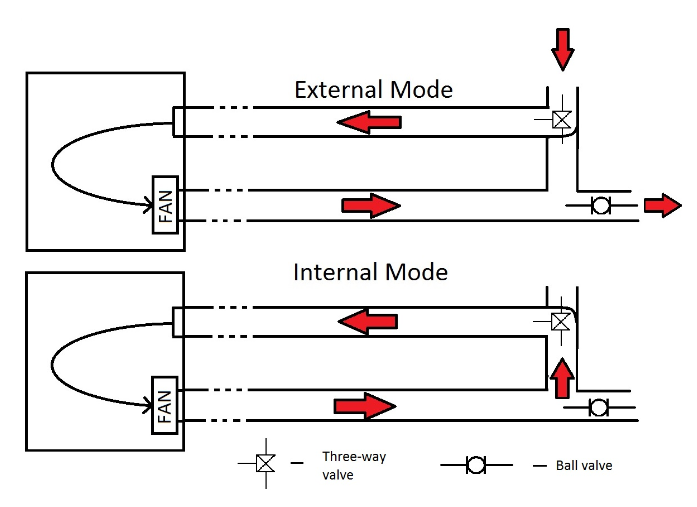 External Mode
FAN
Internal Mode
FAN
Three-way
valve
Ball valve